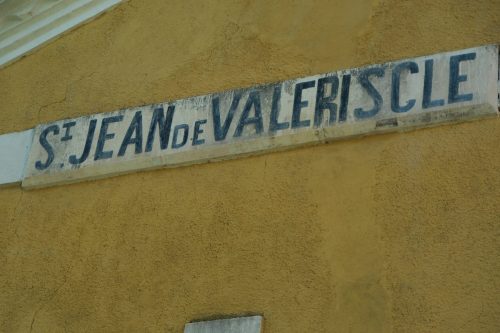 ST. JEAN DE VALERISCLE